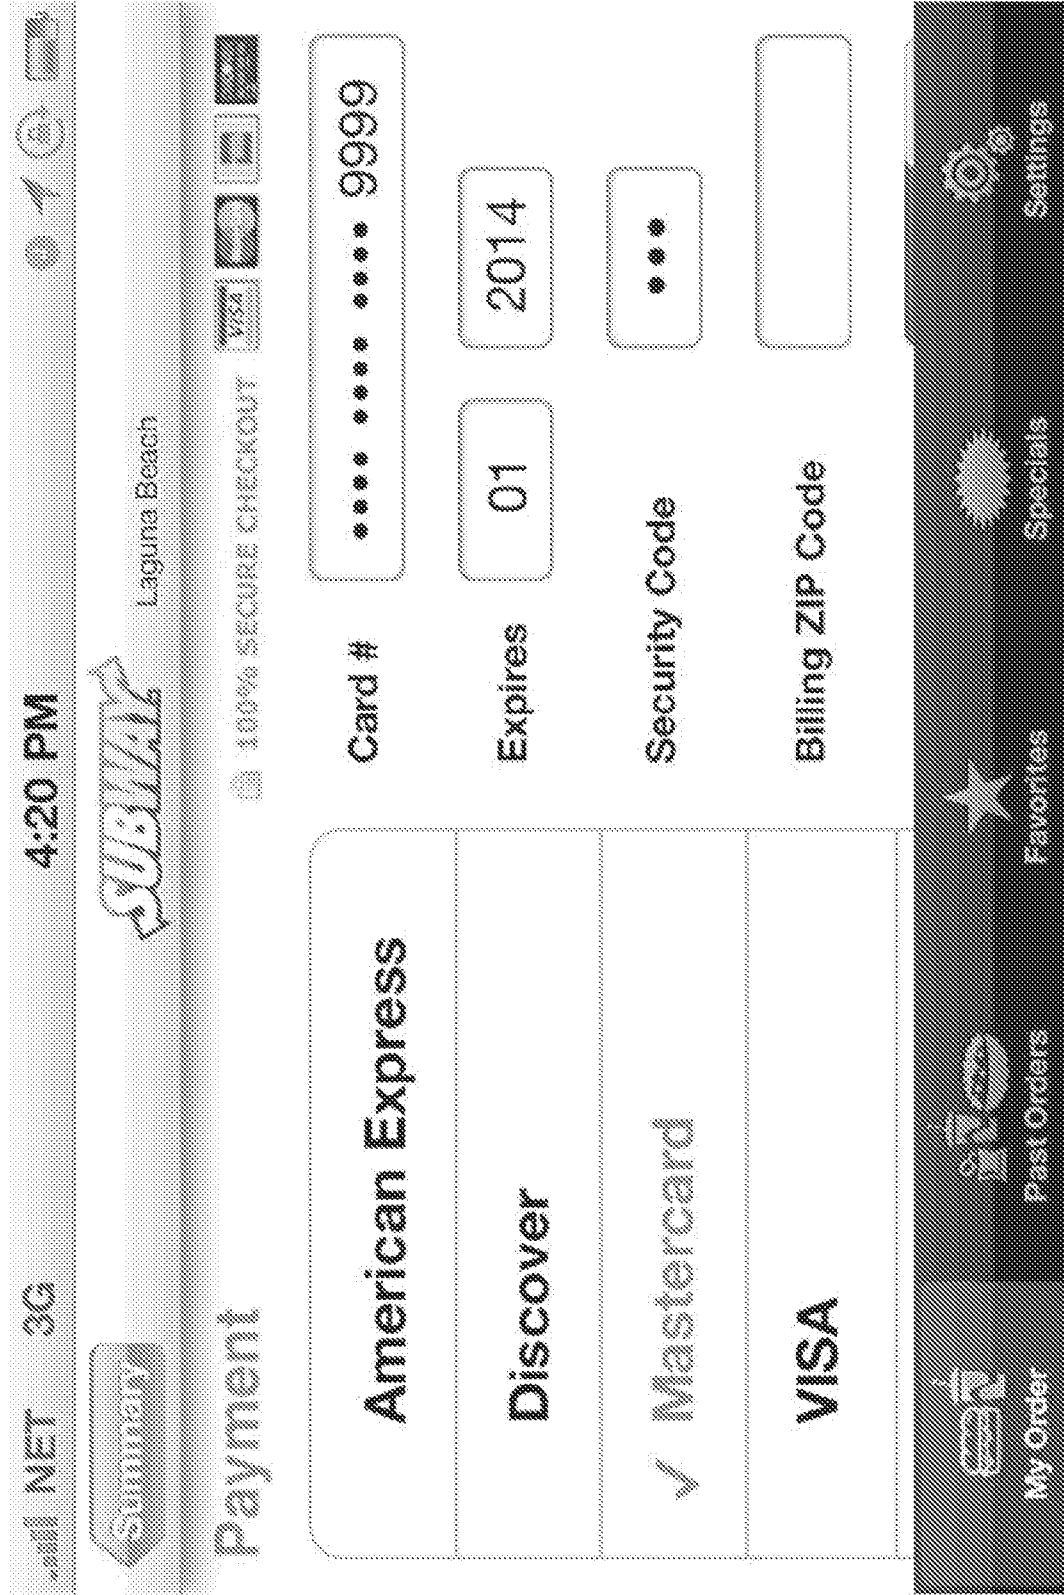 NET 3G 4:20 PM
Summary SUBWAY Laguna Beach
Payment 100% SECURE CHECKOUT VISA
American Express
Discover
✓ Mastercard
VISA
Card # •••• •••• •••• 9999
Expires 01 2014
Security Code •••
Billing ZIP Code
My Order Past Orders Favorites Specials Settings